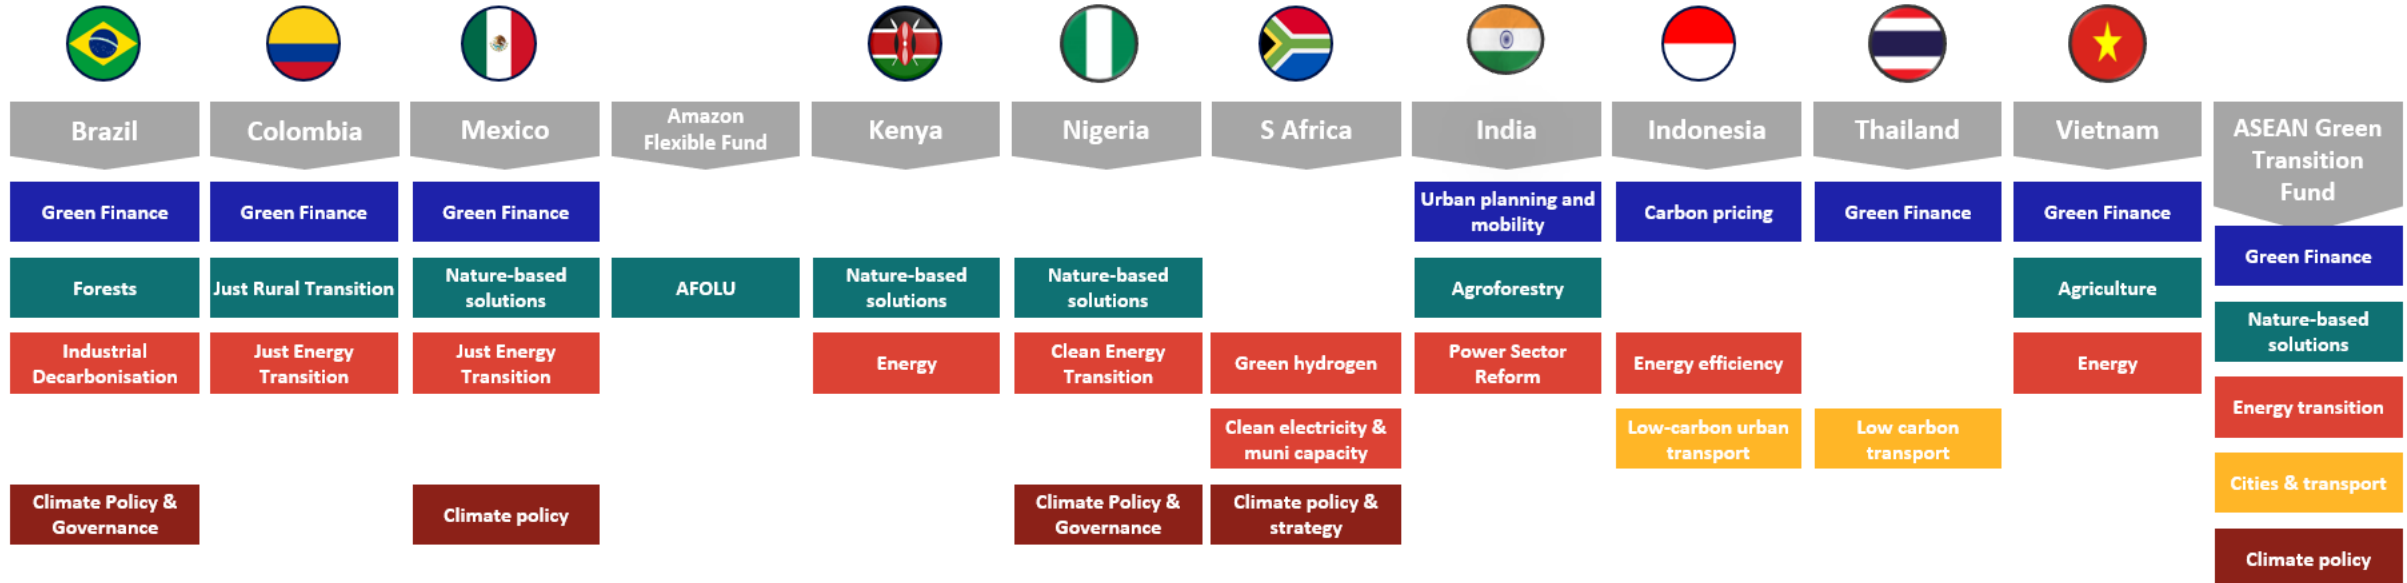 Brazil
Colombia
Mexico
Amazon
Flexible Fund
Kenya
Nigeria
S Africa
India
Indonesia
Thailand
Vietnam
ASEAN Green
Transition
Fund
Green Finance
Green Finance
Green Finance
Urban planning and
mobility
Carbon pricing
Green Finance
Green Finance
Green Finance
Forests
Just Rural Transition
Nature-based
solutions
AFOLU
Nature-based
solutions
Nature-based
solutions
Agroforestry
Agriculture
Nature-based
solutions
Industrial
Decarbonisation
Just Energy
Transition
Just Energy
Transition
Energy
Clean Energy
Transition
Green hydrogen
Power Sector
Reform
Energy efficiency
Energy
Energy transition
Clean electricity &
muni capacity
Low-carbon urban
transport
Low carbon
transport
Cities & transport
Climate Policy &
Governance
Climate policy
Climate Policy &
Governance
Climate policy &
strategy
Climate policy